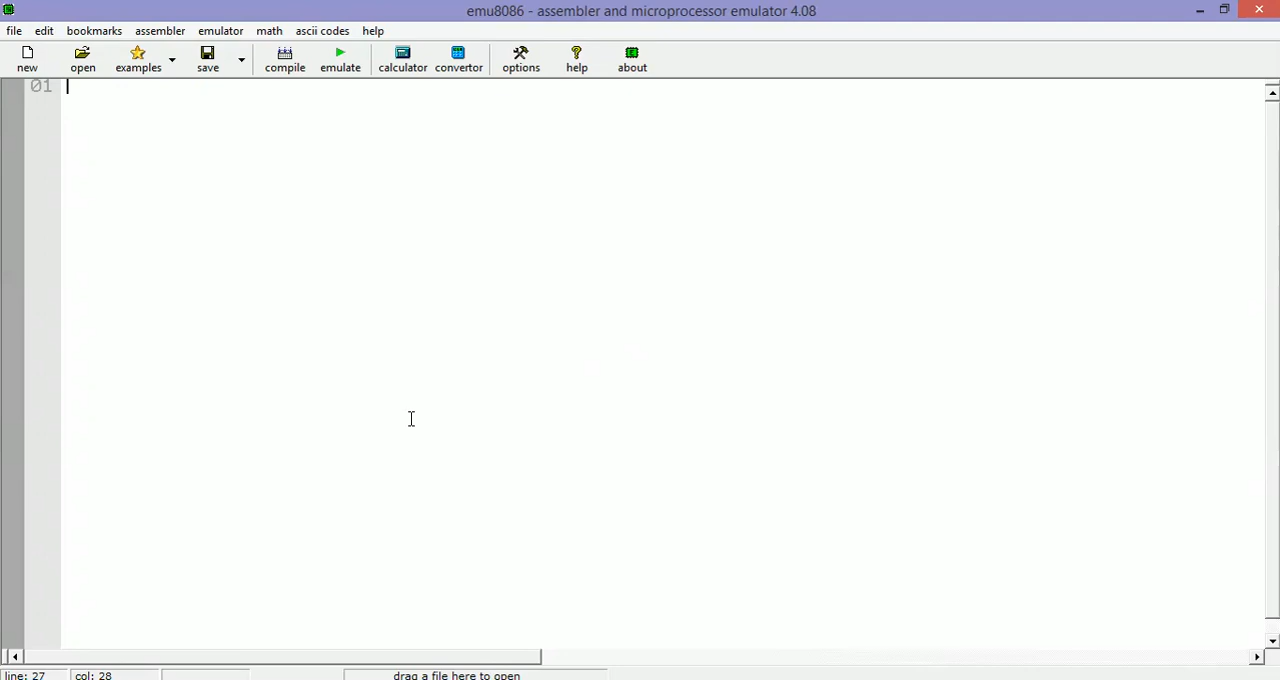 emu8086 - assembler and microprocessor emulator 4.08
file edit bookmarks assembler emulator math ascii codes help
new open examples save compile emulate calculator convertor options help about
01
line: 27 col: 28 drag a file here to open